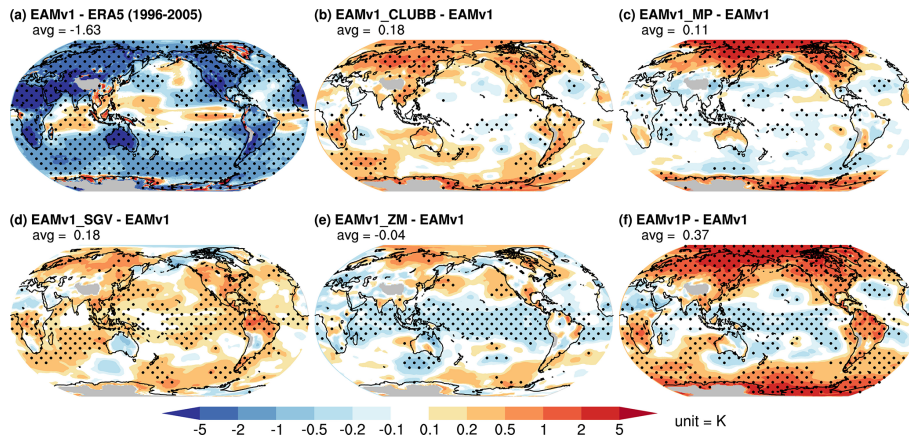 (a) EAMv1 - ERA5 (1996-2005)
avg = -1.63
(b) EAMv1_CLUBB - EAMv1
avg = 0.18
(c) EAMv1_MP - EAMv1
avg = 0.11
(d) EAMv1_SGV - EAMv1
avg = 0.18
(e) EAMv1_ZM - EAMv1
avg = -0.04
(f) EAMv1P - EAMv1
avg = 0.37
-5 -2 -1 -0.5 -0.2 -0.1 0.1 0.2 0.5 1 2 5 unit = K